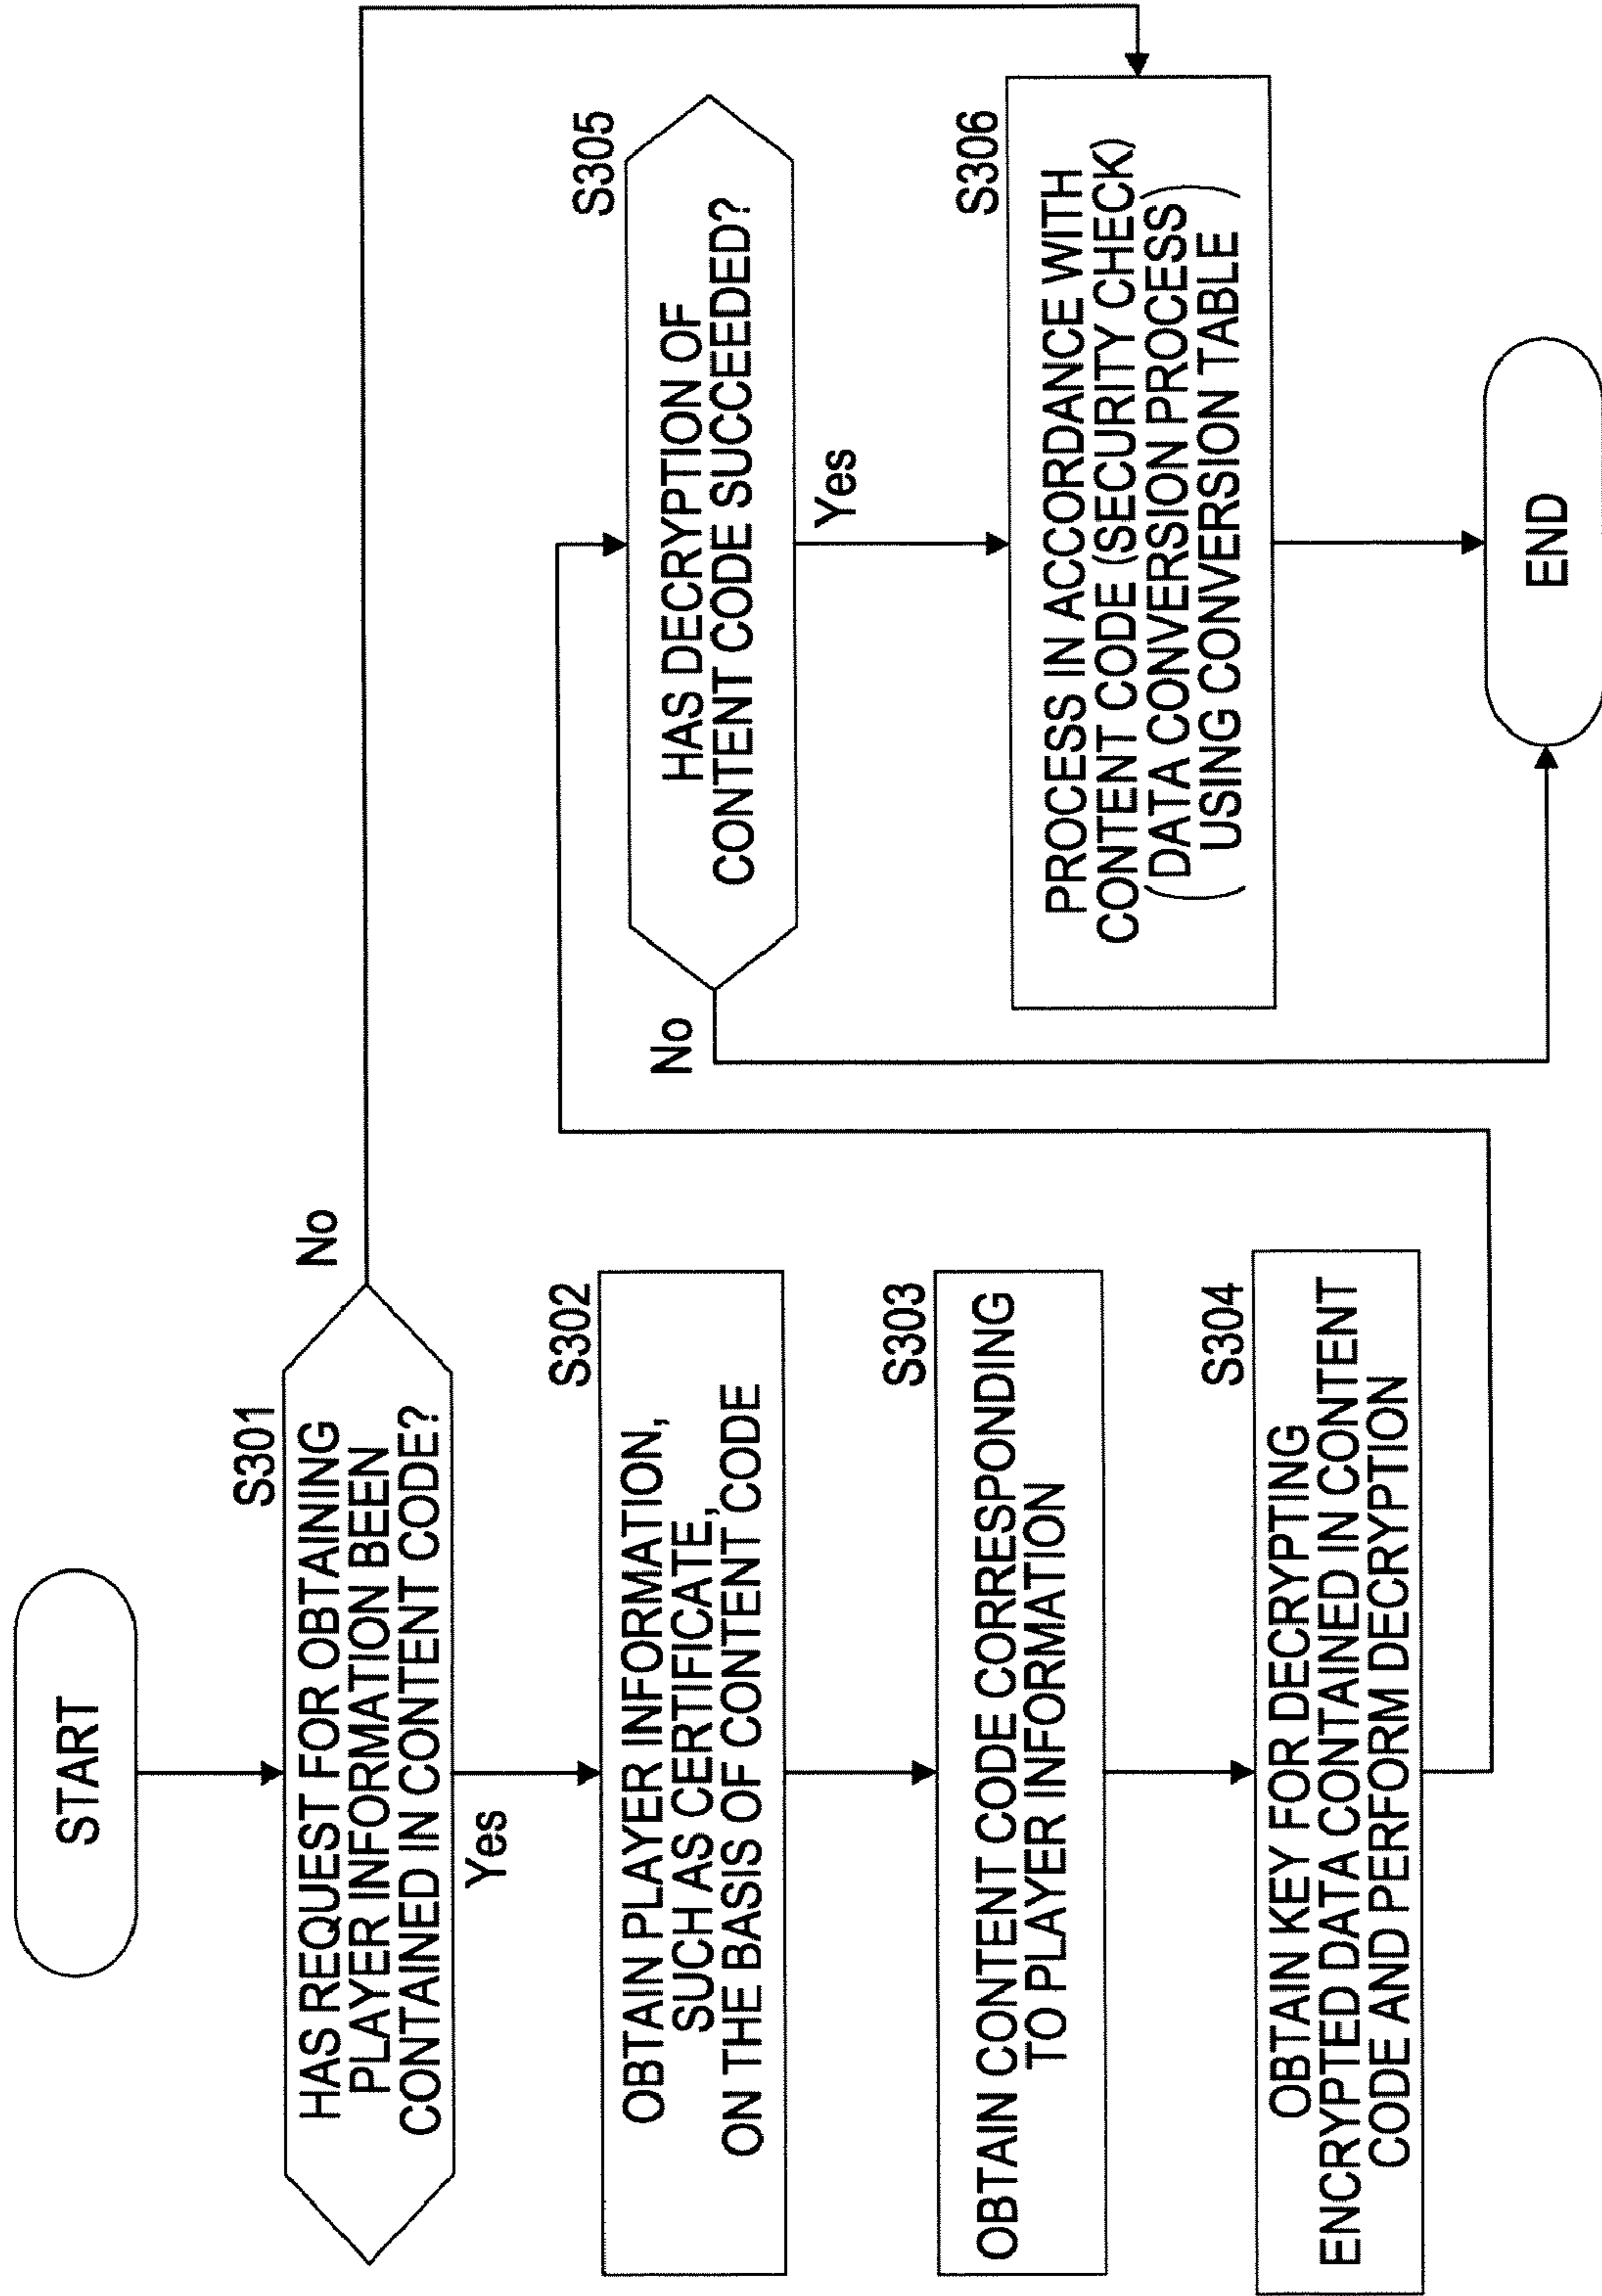 START
S301
HAS REQUEST FOR OBTAINING
PLAYER INFORMATION BEEN
CONTAINED IN CONTENT CODE?
No
Yes
S302
OBTAIN PLAYER INFORMATION,
SUCH AS CERTIFICATE,
ON THE BASIS OF CONTENT CODE
S303
OBTAIN CONTENT CODE CORRESPONDING
TO PLAYER INFORMATION
S304
OBTAIN KEY FOR DECRYPTING
ENCRYPTED DATA CONTAINED IN CONTENT
CODE AND PERFORM DECRYPTION
S305
HAS DECRYPTION OF
CONTENT CODE SUCCEEDED?
No
Yes
S306
PROCESS IN ACCORDANCE WITH
CONTENT CODE (SECURITY CHECK)
(DATA CONVERSION PROCESS
USING CONVERSION TABLE)
END